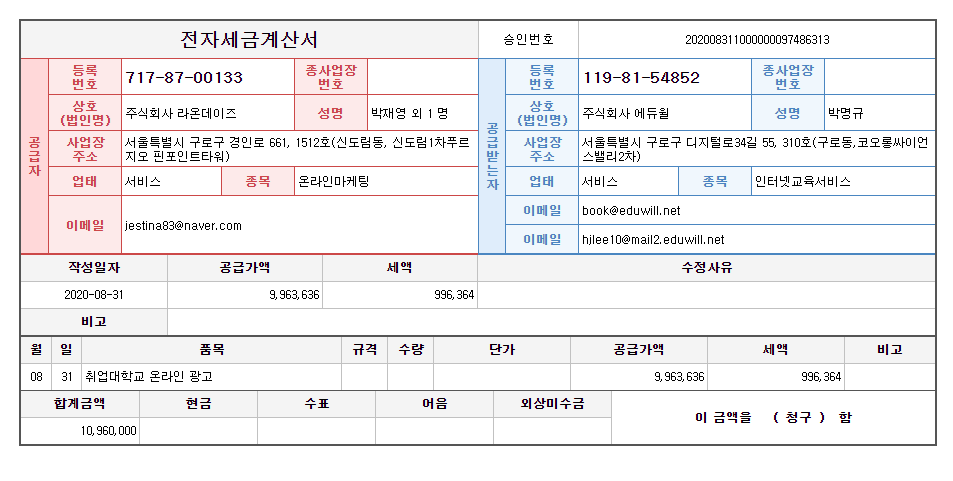 전자세금계산서 승인번호 202008311000000097486313
공급자
등록번호 717-87-00133 종사업장번호
상호(법인명) 주식회사 라온데이즈 성명 박재영 외 1 명
사업장주소 서울특별시 구로구 경인로 661, 1512호(신도림동, 신도림1차푸르
지오 핀포인트타워)
업태 서비스 종목 온라인마케팅
이메일 jestina83@naver.com
공급받는자
등록번호 119-81-54852 종사업장번호
상호(법인명) 주식회사 에듀윌 성명 박명규
사업장주소 서울특별시 구로구 디지털로34길 55, 310호(구로동,코오롱싸이언
스밸리2차)
업태 서비스 종목 인터넷교육서비스
이메일 book@eduwill.net
이메일 hjlee10@mail2.eduwill.net
작성일자 공급가액 세액 수정사유
2020-08-31 9,963,636 996,364
비고
월 일 품목 규격 수량 단가 공급가액 세액 비고
08 31 취업대학교 온라인 광고 9,963,636 996,364
합계금액 현금 수표 어음 외상미수금
이 금액을 ( 청구 ) 함
10,960,000